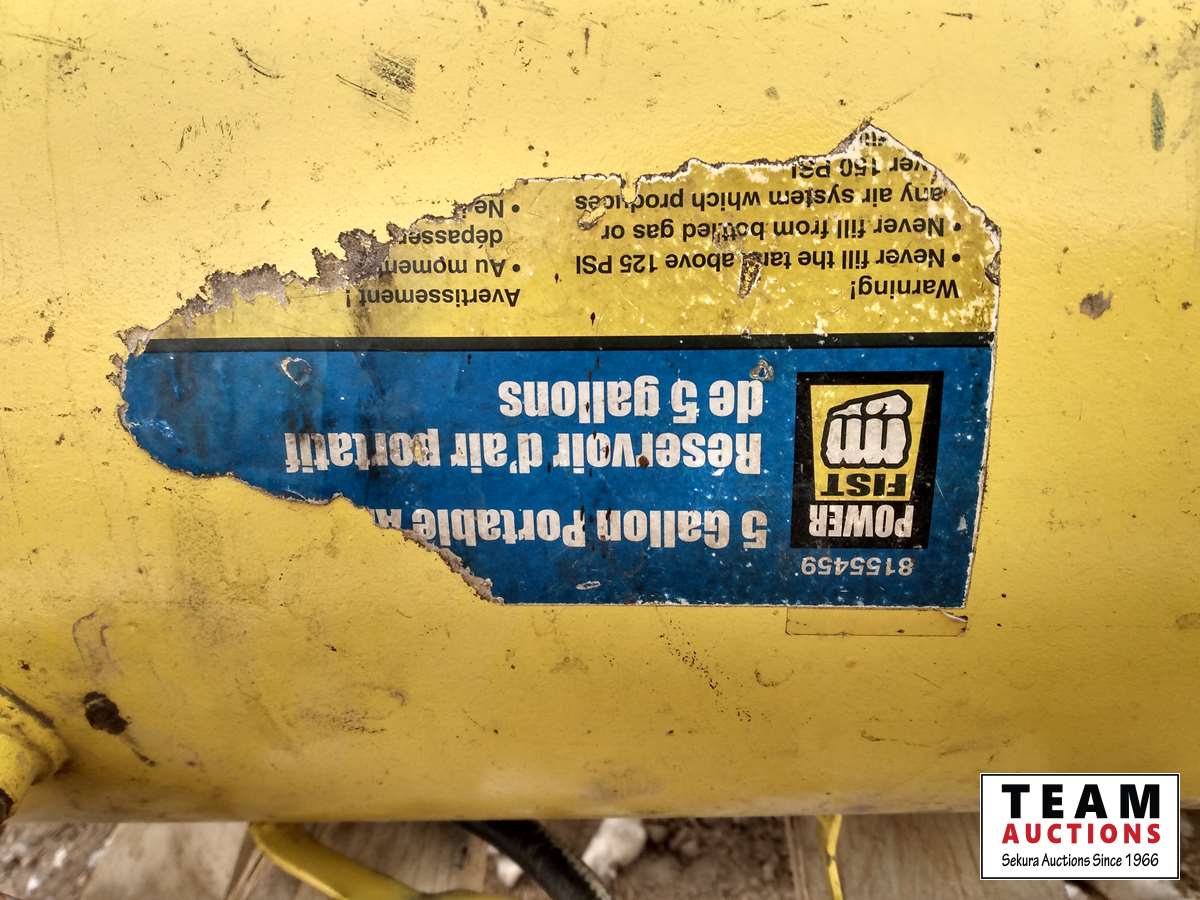 8155459
POWER
FIST
5 Gallon Portable
Réservoir d'air portatif
de 5 gallons
Warning!
• Never fill the tank above 125 PSI
• Never fill from bottled gas or
any air system which produces
over 150 PSI
Avertissement !
• Au moment
dépasser
• Ne
TEAM
AUCTIONS
Sekura Auctions Since 1966